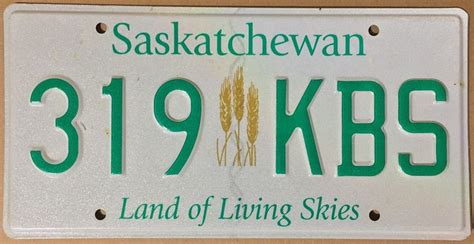 Saskatchewan
319 KBS
Land of Living Skies